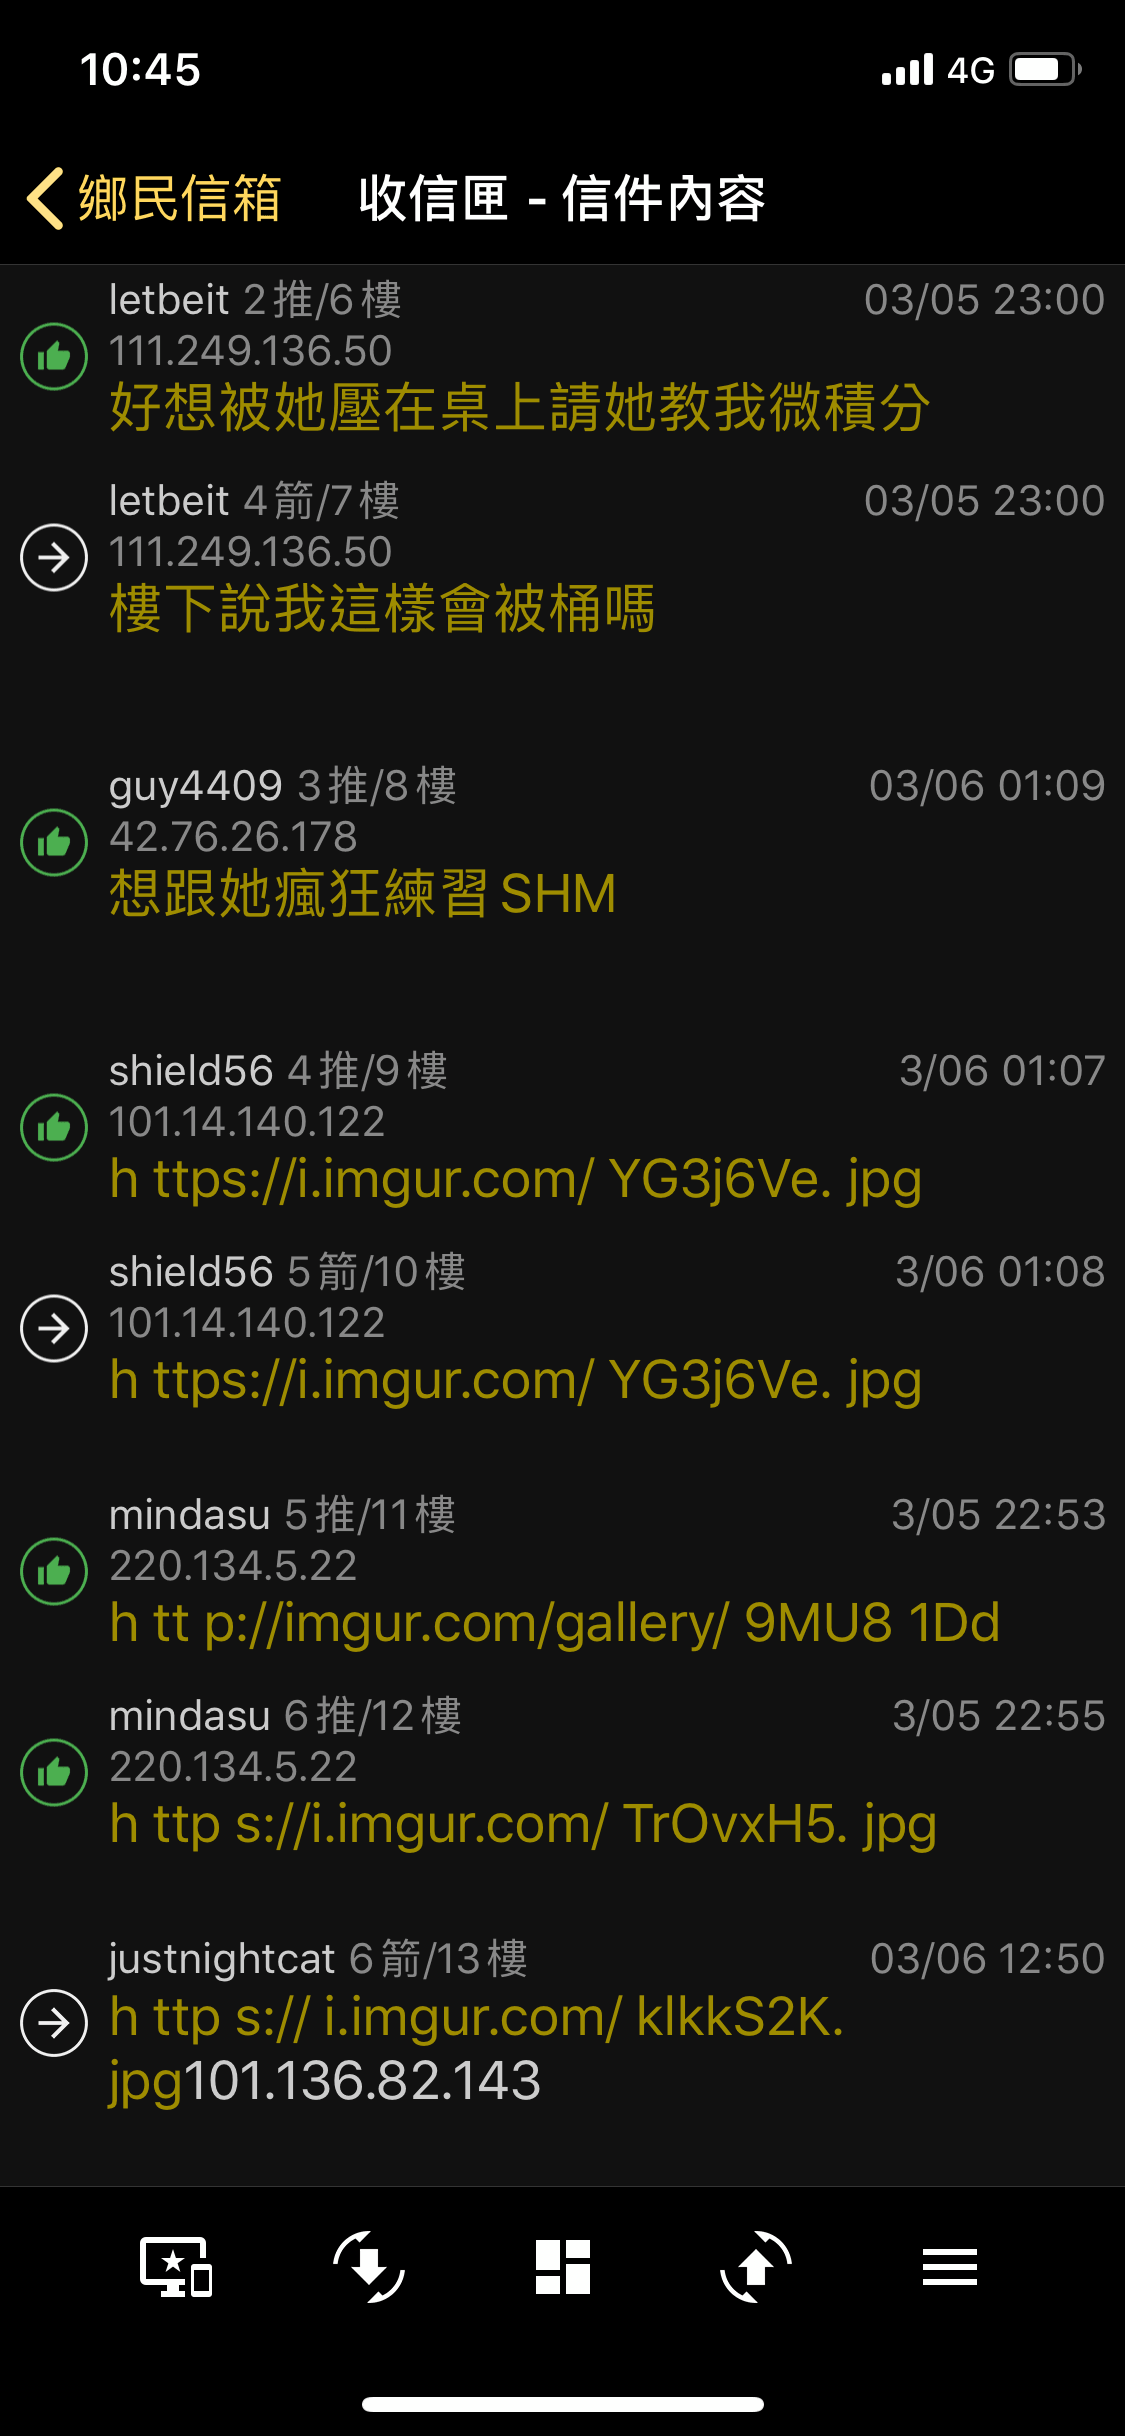 10:45
4G
鄉民信箱
收信匣 - 信件內容
letbeit 2推/6樓
03/05 23:00
111.249.136.50
好想被她壓在桌上請她教我微積分
letbeit 4箭/7樓
03/05 23:00
111.249.136.50
樓下說我這樣會被桶嗎
guy4409 3推/8樓
03/06 01:09
42.76.26.178
想跟她瘋狂練習SHM
shield56 4推/9樓
3/06 01:07
101.14.140.122
h ttps://i.imgur.com/ YG3j6Ve. jpg
shield56 5箭/10樓
3/06 01:08
101.14.140.122
h ttps://i.imgur.com/ YG3j6Ve. jpg
mindasu 5推/11樓
3/05 22:53
220.134.5.22
h tt p://imgur.com/gallery/ 9MU8 1Dd
mindasu 6推/12樓
3/05 22:55
220.134.5.22
h ttp s://i.imgur.com/ TrOvxH5. jpg
justnightcat 6箭/13樓
03/06 12:50
h ttp s:// i.imgur.com/ klkkS2K.
jpg101.136.82.143